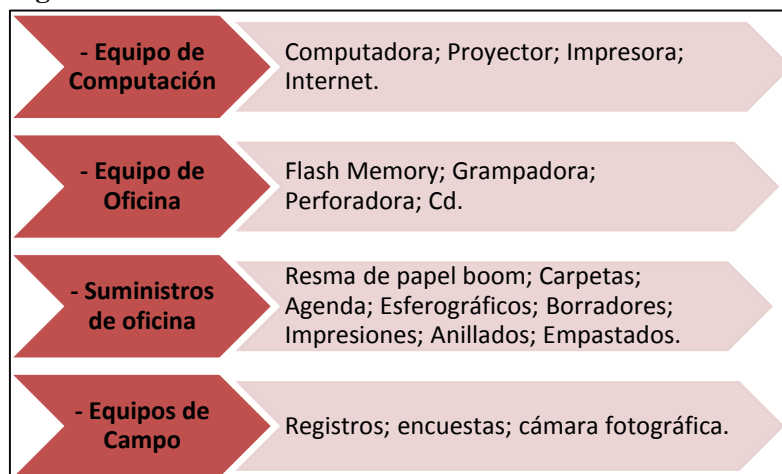 - Equipo de
Computación
Computadora; Proyector; Impresora;
Internet.
- Equipo de
Oficina
Flash Memory; Grampadora;
Perforadora; Cd.
- Suministros
de oficina
Resma de papel boom; Carpetas;
Agenda; Esferográficos; Borradores;
Impresiones; Anillados; Empastados.
- Equipos de
Campo
Registros; encuestas; cámara fotográfica.